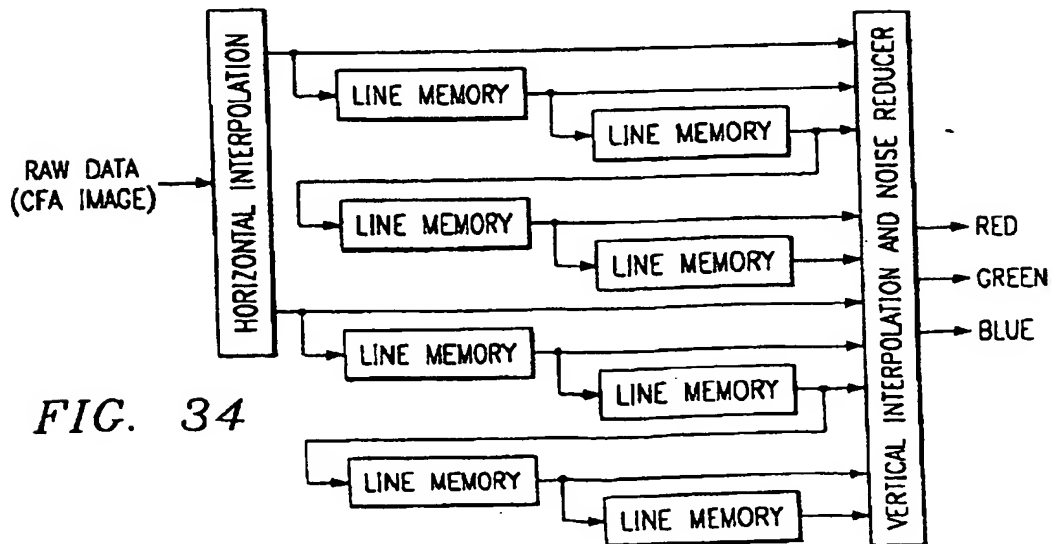 HORIZONTAL INTERPOLATION
LINE MEMORY
LINE MEMORY
RAW DATA
(CFA IMAGE)
LINE MEMORY
LINE MEMORY
LINE MEMORY
LINE MEMORY
LINE MEMORY
LINE MEMORY
VERTICAL INTERPOLATION AND NOISE REDUCER
RED
GREEN
BLUE
FIG. 34